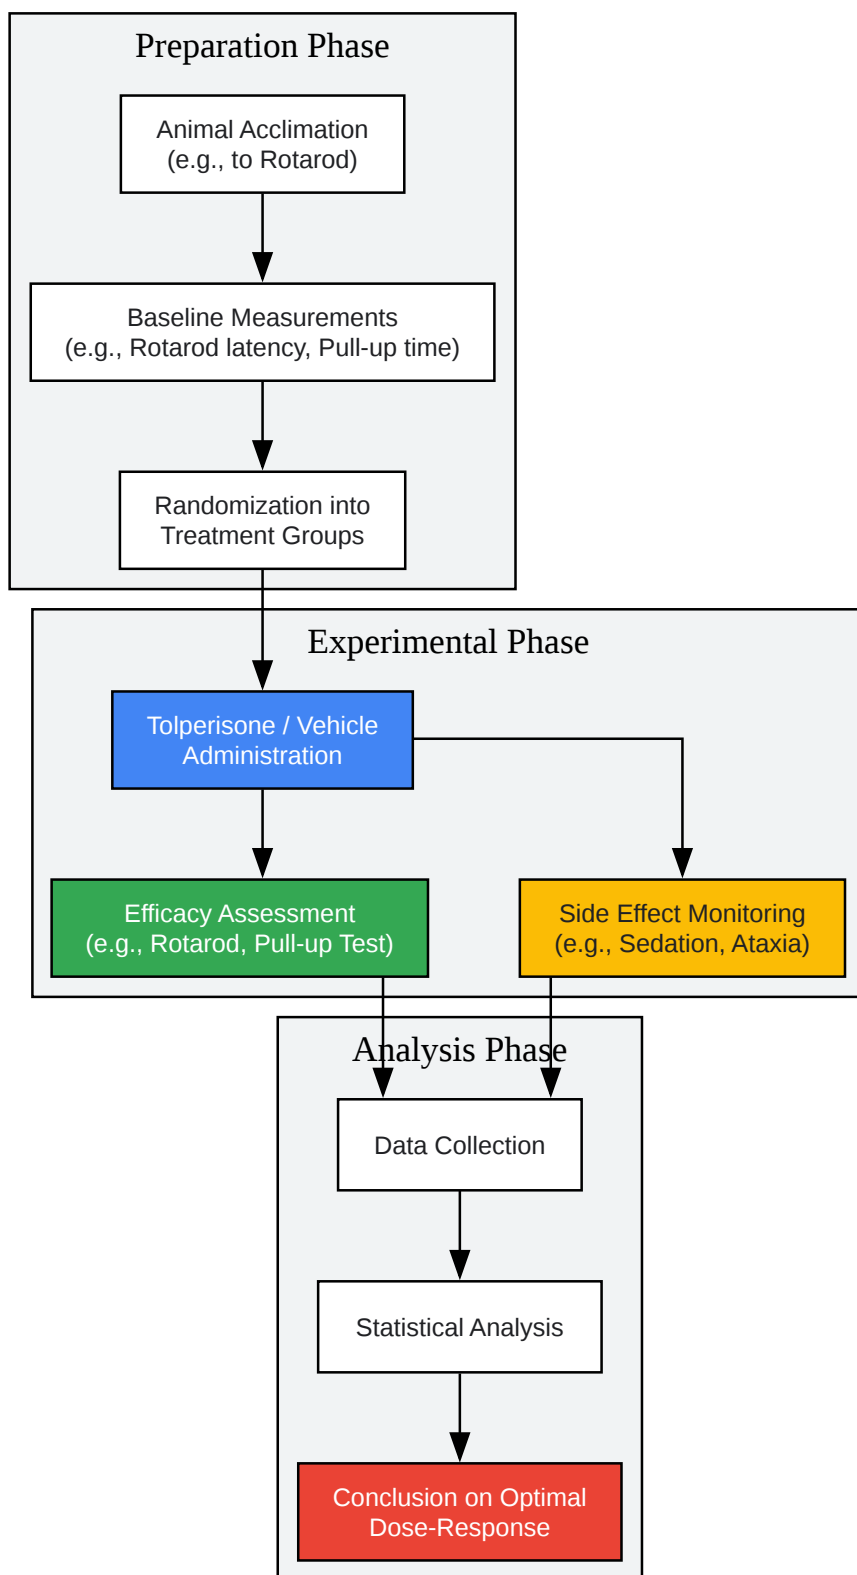 Preparation Phase
Animal Acclimation
(e.g., to Rotarod)
Baseline Measurements
(e.g., Rotarod latency, Pull-up time)
Randomization into
Treatment Groups
Experimental Phase
Tolperisone / Vehicle
Administration
Efficacy Assessment
(e.g., Rotarod, Pull-up Test)
Side Effect Monitoring
(e.g., Sedation, Ataxia)
Analysis Phase
Data Collection
Statistical Analysis
Conclusion on Optimal
Dose-Response